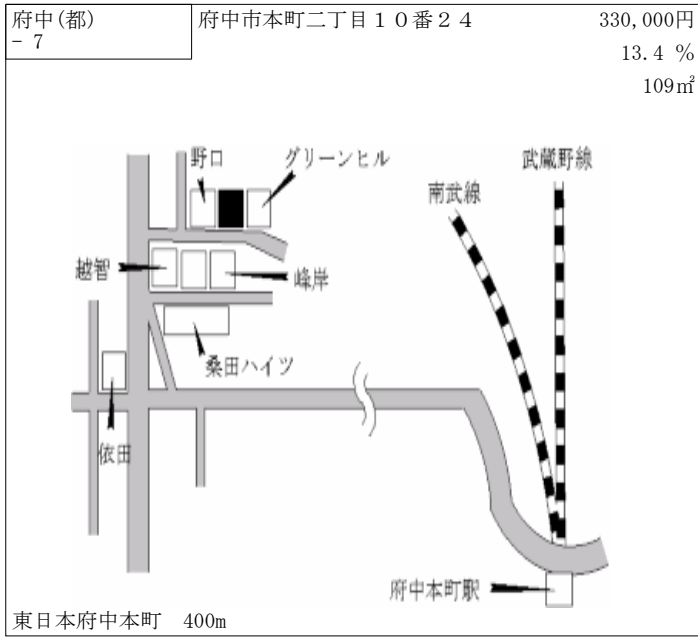 府中(都)
- 7
府中市本町二丁目１０番２４
330,000円
13.4 %
109㎡
野口
グリーンヒル
武蔵野線
南武線
越智
峰岸
桑田ハイツ
依田
府中本町駅
東日本府中本町　400m